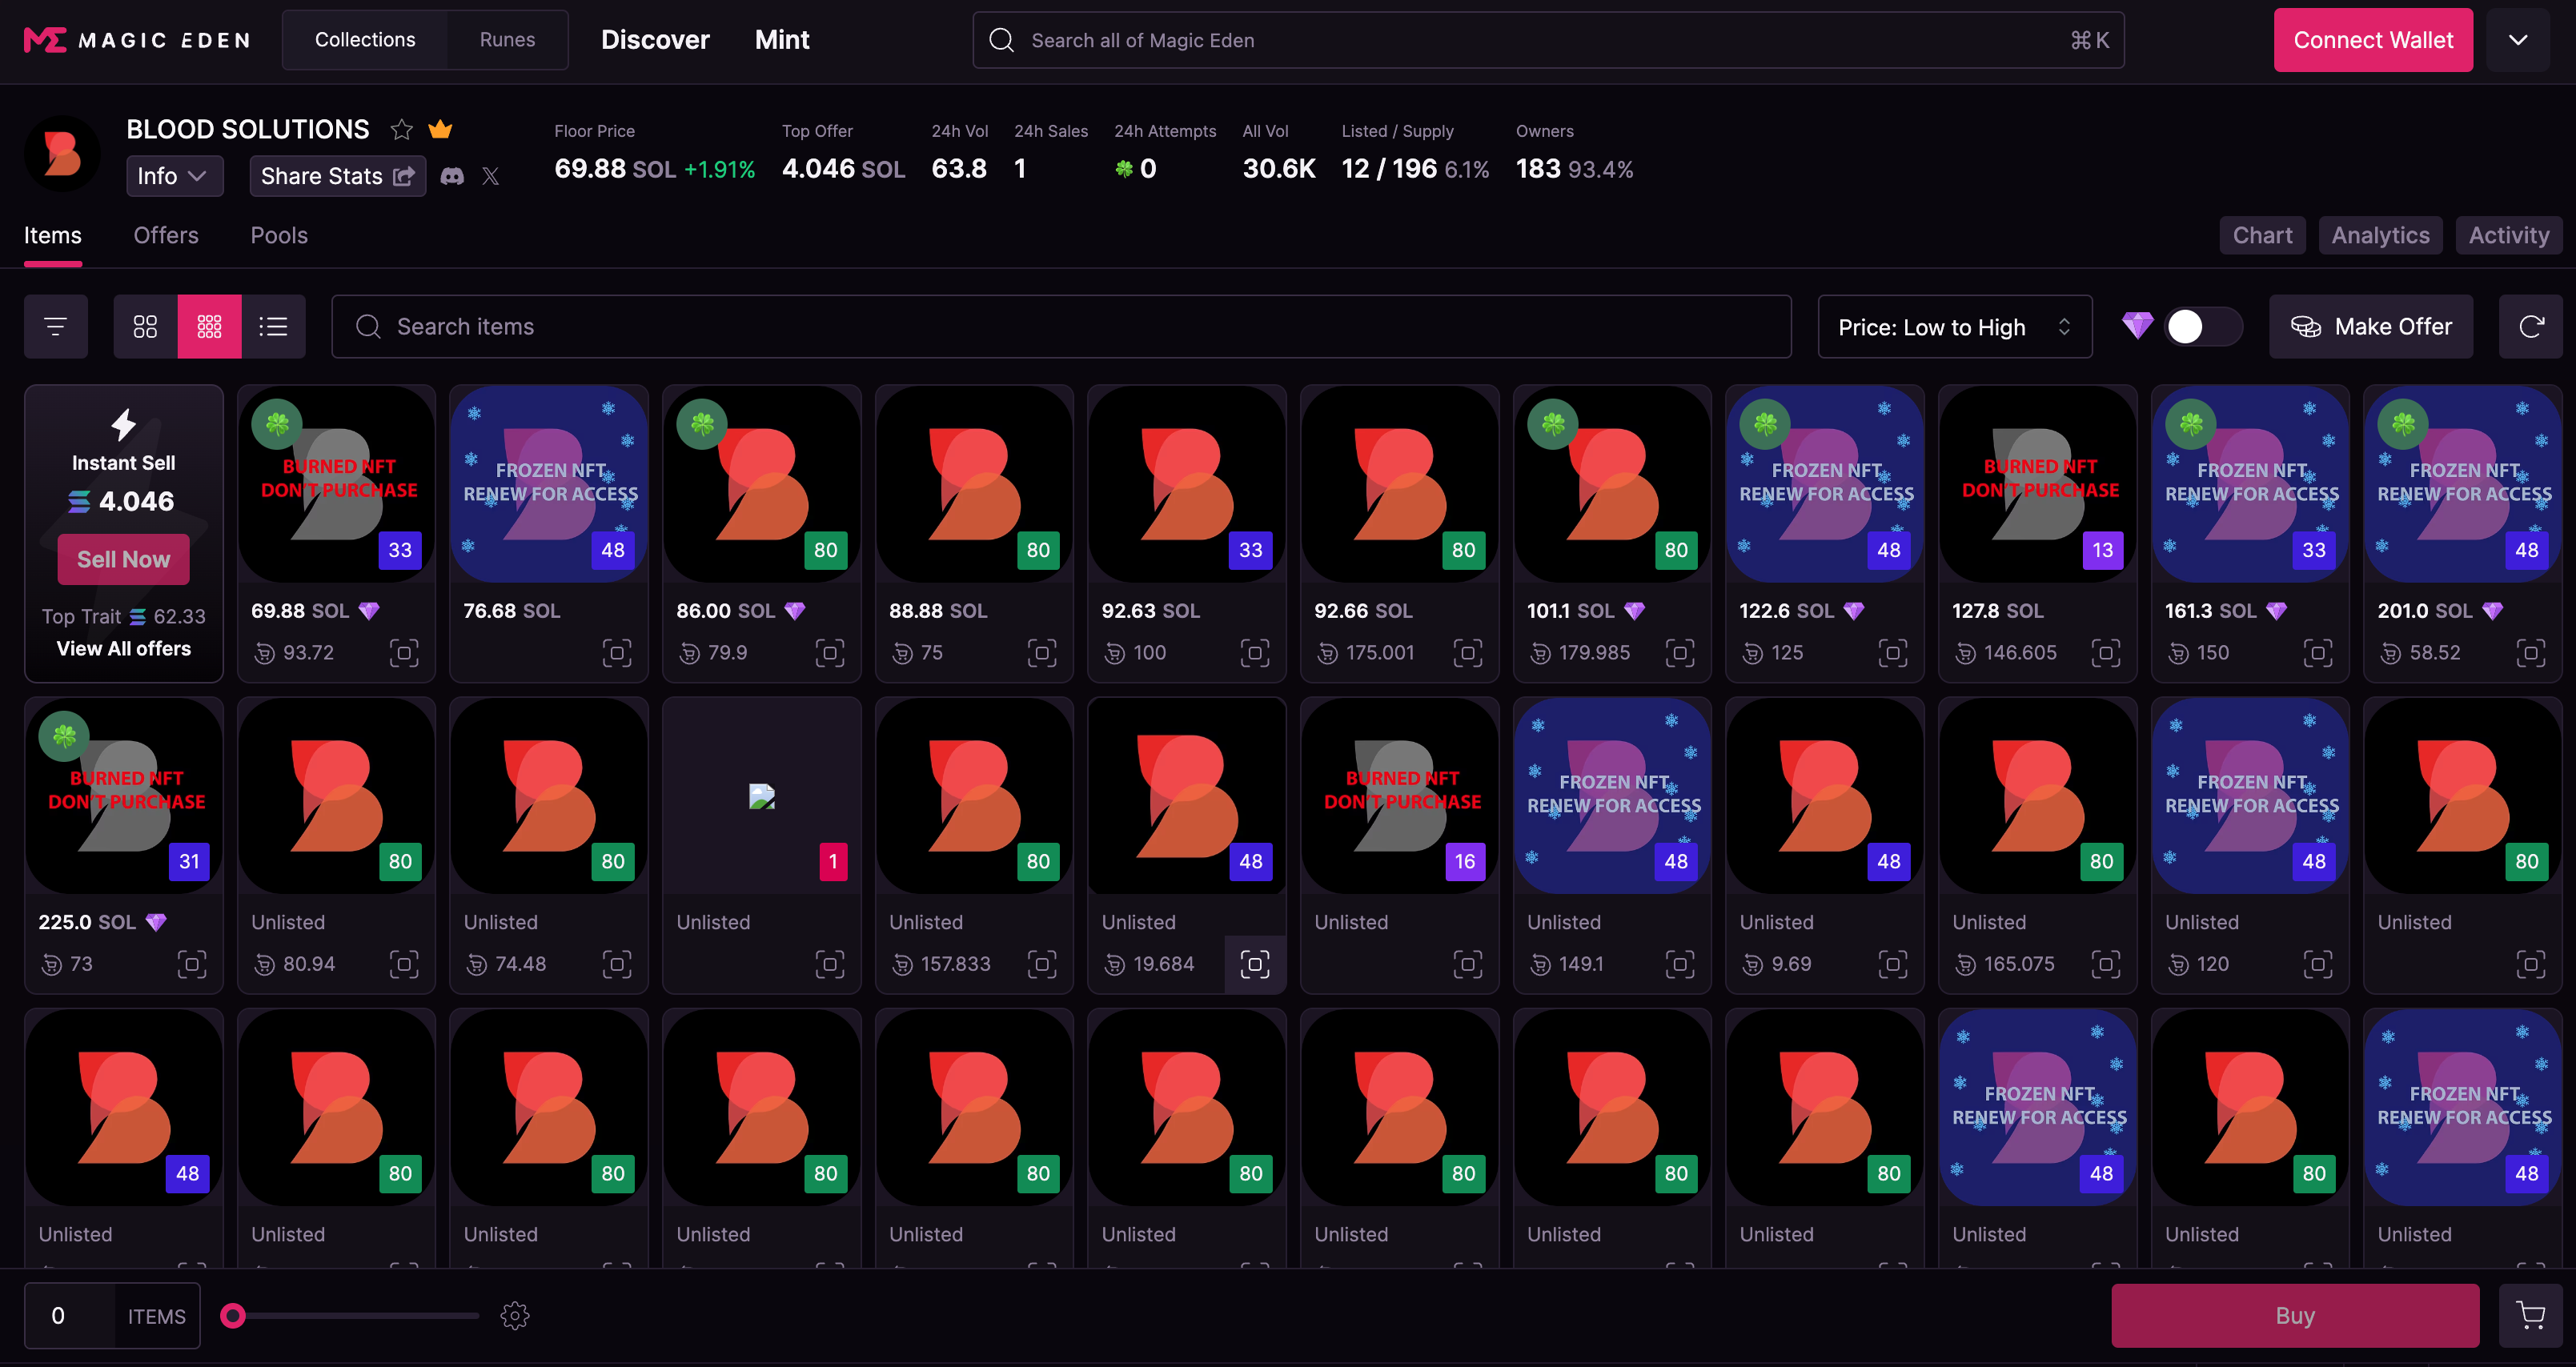 MAGIC EDEN
Collections
Runes
Discover
Mint
Search all of Magic Eden
⌘ K
Connect Wallet
BLOOD SOLUTIONS
Info
Share Stats
Floor Price
69.88 SOL +1.91%
Top Offer
4.046 SOL
24h Vol
63.8
24h Sales
1
24h Attempts
0
All Vol
30.6K
Listed / Supply
12 / 196 6.1%
Owners
183 93.4%
Items
Offers
Pools
Chart
Analytics
Activity
Search items
Price: Low to High
Make Offer
Instant Sell
4.046
Sell Now
Top Trait 62.33
View All offers
BURNED NFT
DON'T PURCHASE
33
69.88 SOL
93.72
FROZEN NFT
RENEW FOR ACCESS
48
76.68 SOL
80
86.00 SOL
79.9
80
88.88 SOL
75
33
92.63 SOL
100
80
92.66 SOL
175.001
80
101.1 SOL
179.985
FROZEN NFT
RENEW FOR ACCESS
48
122.6 SOL
125
BURNED NFT
DON'T PURCHASE
13
127.8 SOL
146.605
FROZEN NFT
RENEW FOR ACCESS
33
161.3 SOL
150
FROZEN NFT
RENEW FOR ACCESS
48
201.0 SOL
58.52
BURNED NFT
DON'T PURCHASE
31
225.0 SOL
73
80
Unlisted
80.94
80
Unlisted
74.48
1
Unlisted
80
Unlisted
157.833
48
Unlisted
19.684
BURNED NFT
DON'T PURCHASE
16
Unlisted
FROZEN NFT
RENEW FOR ACCESS
48
Unlisted
149.1
48
Unlisted
9.69
80
Unlisted
165.075
FROZEN NFT
RENEW FOR ACCESS
48
Unlisted
120
80
Unlisted
48
Unlisted
80
Unlisted
80
Unlisted
80
Unlisted
80
Unlisted
80
Unlisted
80
Unlisted
80
Unlisted
80
Unlisted
FROZEN NFT
RENEW FOR ACCESS
48
Unlisted
80
Unlisted
FROZEN NFT
RENEW FOR ACCESS
48
Unlisted
0
ITEMS
Buy